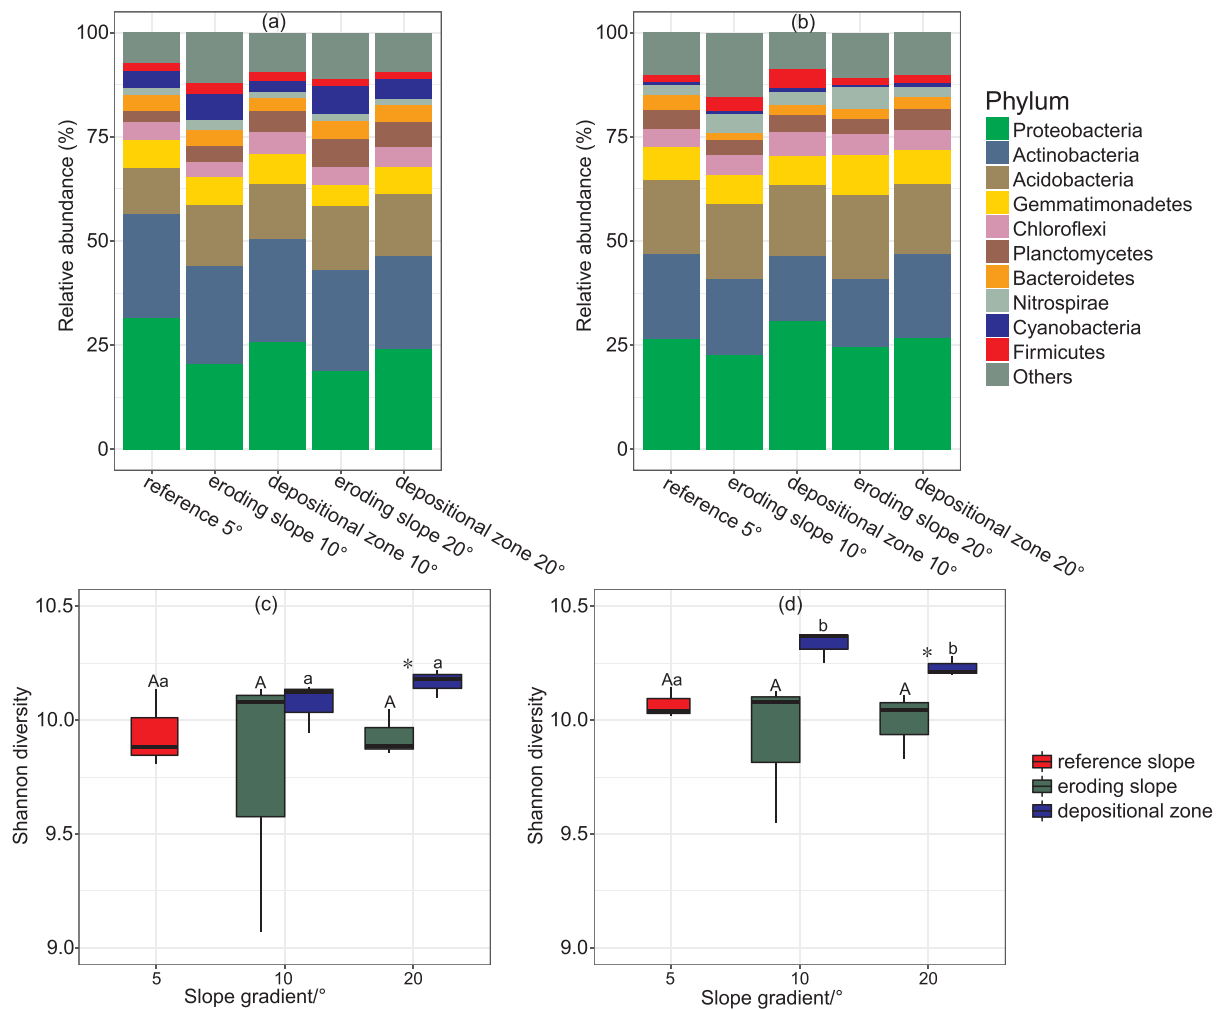 (a)
100
75
50
25
0
Relative abundance (%)
reference 5°
eroding slope 10°
depositional zone 10°
eroding slope 20°
depositional zone 20°
(b)
100
75
50
25
0
Relative abundance (%)
reference 5°
eroding slope 10°
depositional zone 10°
eroding slope 20°
depositional zone 20°
Phylum
Proteobacteria
Actinobacteria
Acidobacteria
Gemmatimonadetes
Chloroflexi
Planctomycetes
Bacteroidetes
Nitrospirae
Cyanobacteria
Firmicutes
Others
(c)
10.5
10.0
9.5
9.0
Shannon diversity
Aa
A
a
A
* a
5 10 20
Slope gradient/°
(d)
10.5
10.0
9.5
9.0
Shannon diversity
Aa
A
b
A
* b
5 10 20
Slope gradient/°
reference slope
eroding slope
depositional zone